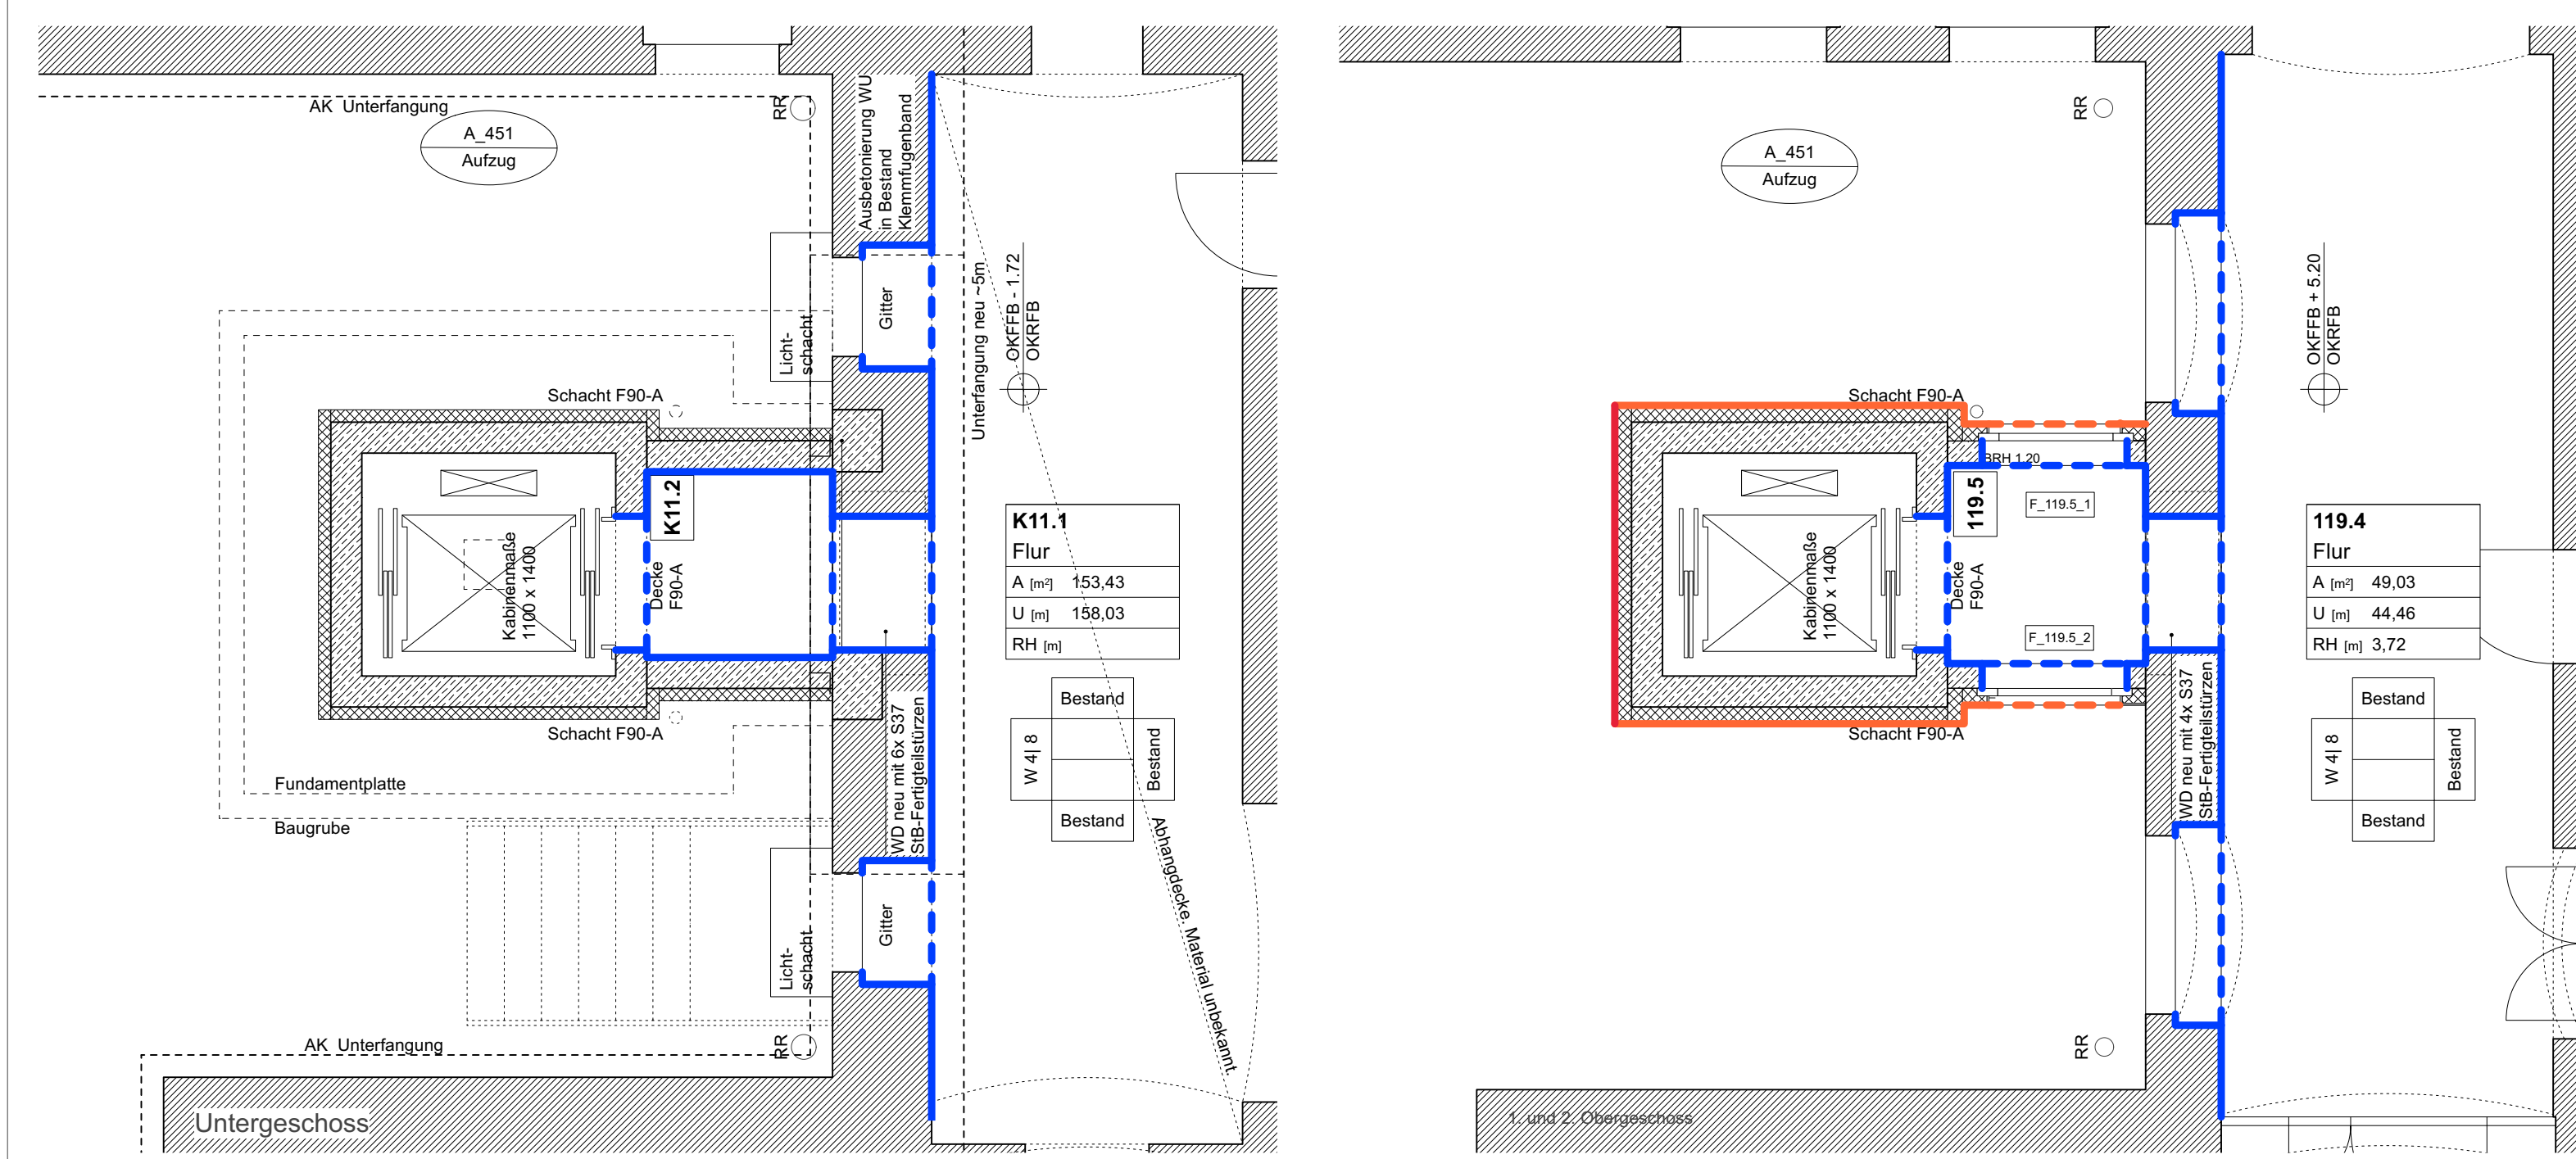 AK Unterfangung
A_451
Aufzug
RR
Ausbetonierung WU
in Bestand
Klemmfugenband
Gitter
Licht-
schacht
Unterfangung neu ~5m
OKFFB - 1.72
OKRFB
Schacht F90-A
K11.2
Decke
F90-A
Kabinenmaße
1100 x 1400
K11.1
Flur
A [m²] 153,43
U [m] 158,03
RH [m]
Bestand
W 4| 8
Bestand
Bestand
Schacht F90-A
WD neu mit 6x S37
StB-Fertigteilstürzen
Fundamentplatte
Baugrube
Abhangdecke. Material unbekannt.
Gitter
Licht-
schacht
AK Unterfangung
RR
Untergeschoss
A_451
Aufzug
RR
OKFFB + 5.20
OKRFB
Schacht F90-A
BRH 1.20
119.5
F_119.5_1
Decke
F90-A
Kabinenmaße
1100 x 1400
F_119.5_2
119.4
Flur
A [m²] 49,03
U [m] 44,46
RH [m] 3,72
Bestand
W 4| 8
Bestand
Bestand
Schacht F90-A
WD neu mit 4x S37
StB-Fertigteilstürzen
RR
1. und 2. Obergeschoss